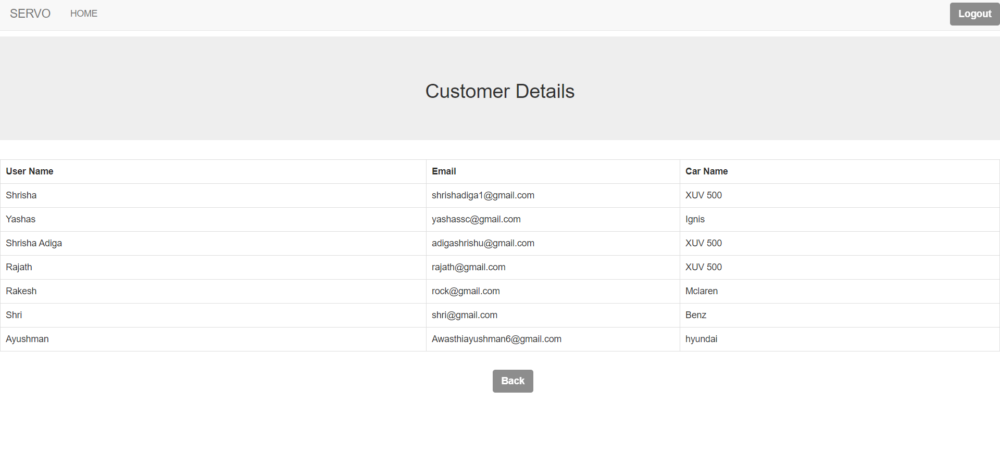 SERVO HOME Logout
Customer Details
User Name Email Car Name
Shrisha shrishadiga1@gmail.com XUV 500
Yashas yashassc@gmail.com Ignis
Shrisha Adiga adigashrishu@gmail.com XUV 500
Rajath rajath@gmail.com XUV 500
Rakesh rock@gmail.com Mclaren
Shri shri@gmail.com Benz
Ayushman Awasthiayushman6@gmail.com hyundai
Back